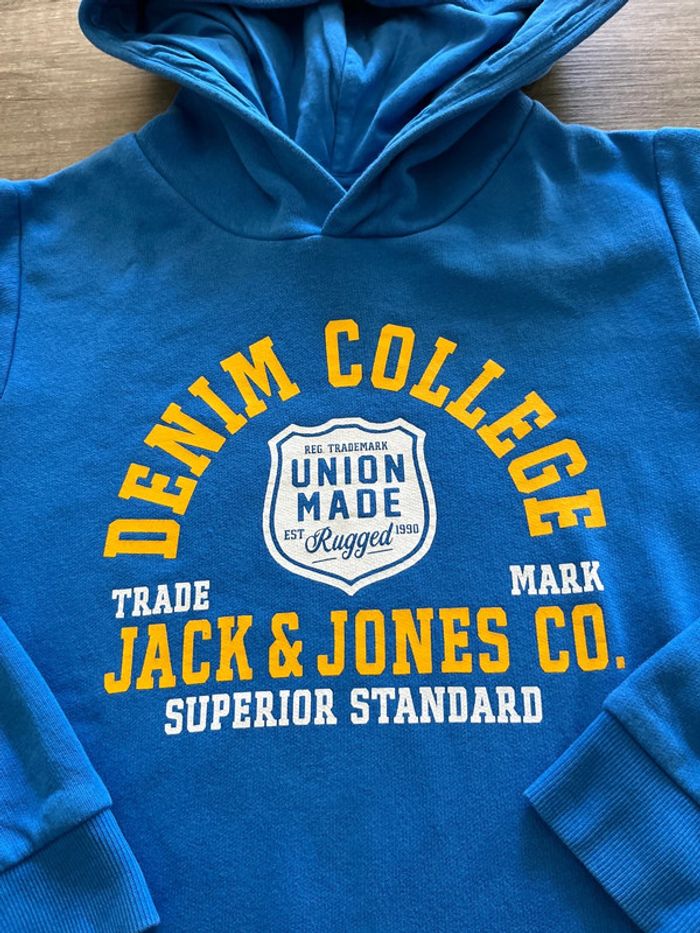 DENIM COLLEGE
REG. TRADEMARK
UNION
MADE
EST Rugged 1990
TRADE MARK
JACK & JONES CO.
SUPERIOR STANDARD